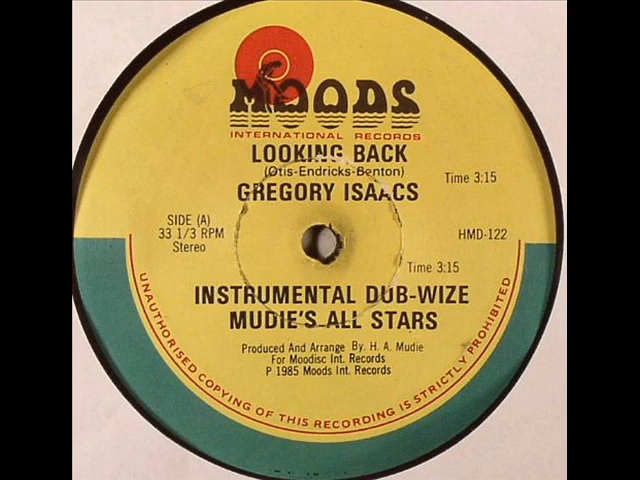 MOODS
INTERNATIONAL RECORDS
LOOKING BACK
(Otis-Endricks-Benton)
Time 3:15
GREGORY ISAACS
SIDE (A)
33 1/3 RPM
Stereo
HMD-122
Time 3:15
INSTRUMENTAL DUB-WIZE
MUDIE'S ALL STARS
Produced And Arrange By. H. A. Mudie
For Moodisc Int. Records
P 1985 Moods Int. Records
UNAUTHORISED COPYING OF THIS RECORDING IS STRICTLY PROHIBITED